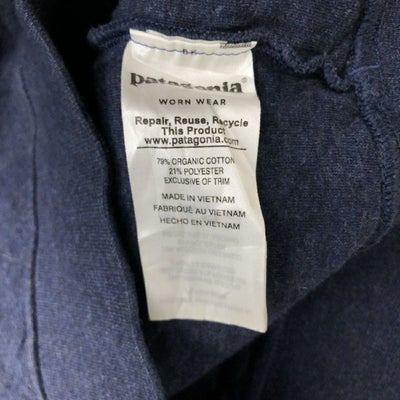 patagonia
WORN WEAR
Repair, Reuse, Recycle
This Product
www.patagonia.com
79% ORGANIC COTTON
21% POLYESTER
EXCLUSIVE OF TRIM
MADE IN VIETNAM
FABRIQUÉ AU VIETNAM
HECHO EN VIETNAM